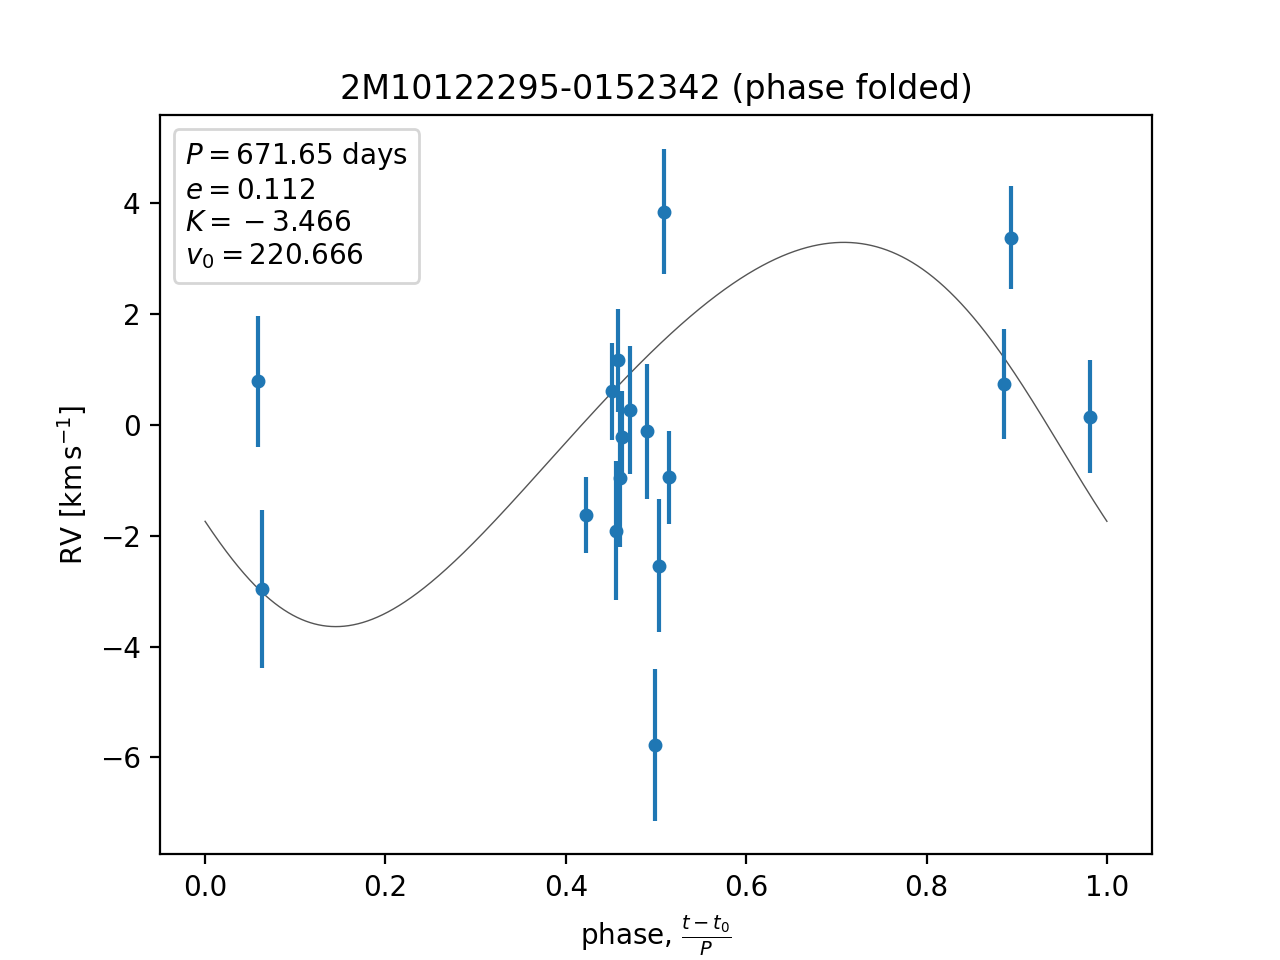 2M10122295-0152342 (phase folded)
P = 671.65 days
e = 0.112
K = −3.466
v₀ = 220.666
4
2
0
−2
−4
−6
RV [km s⁻¹]
0.0 0.2 0.4 0.6 0.8 1.0
phase, (t − t₀)/P